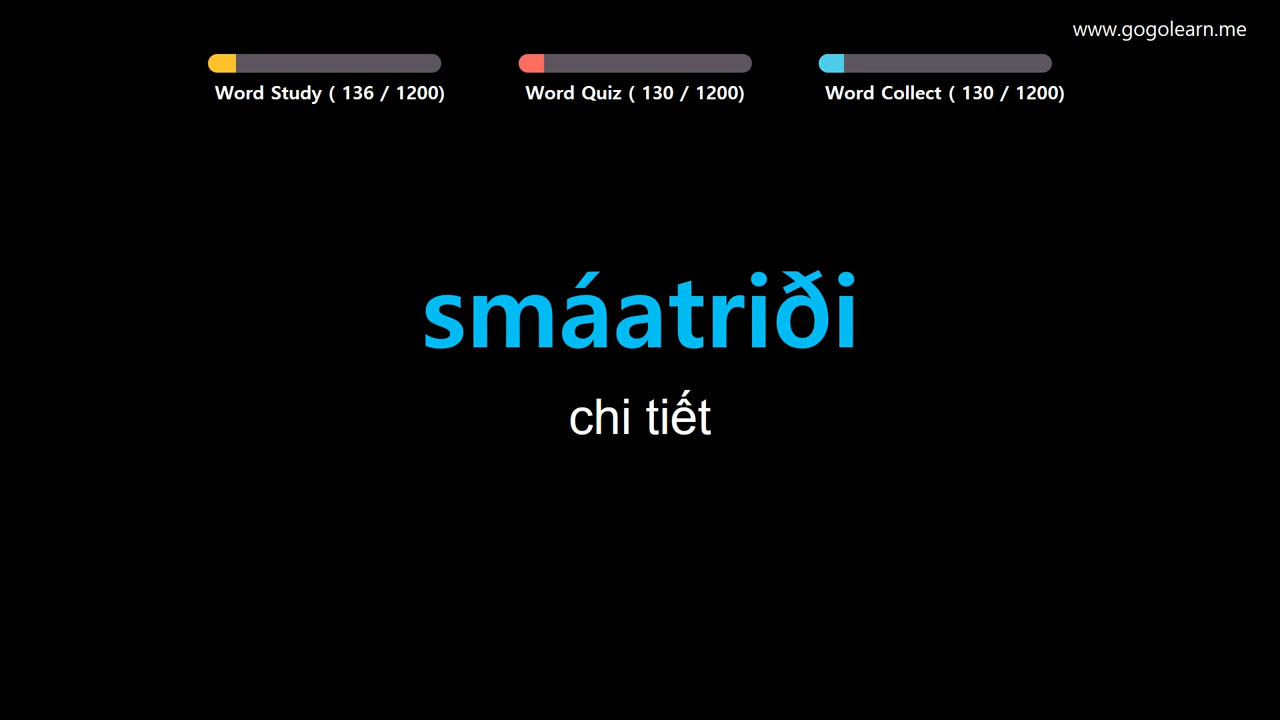 www.gogolearn.me
Word Study ( 136 / 1200)
Word Quiz ( 130 / 1200)
Word Collect ( 130 / 1200)
smáatriði
chi tiết